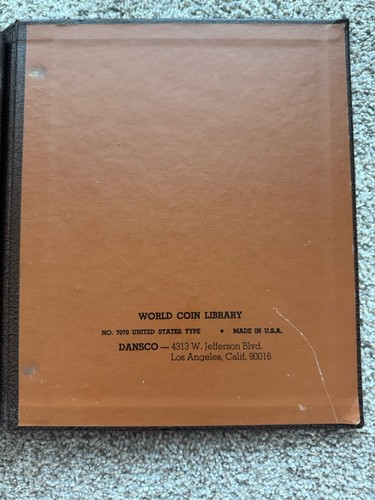 WORLD COIN LIBRARY
NO. 7070 UNITED STATES TYPE • MADE IN U.S.A.
DANSCO — 4313 W. Jefferson Blvd.
Los Angeles, Calif. 90016